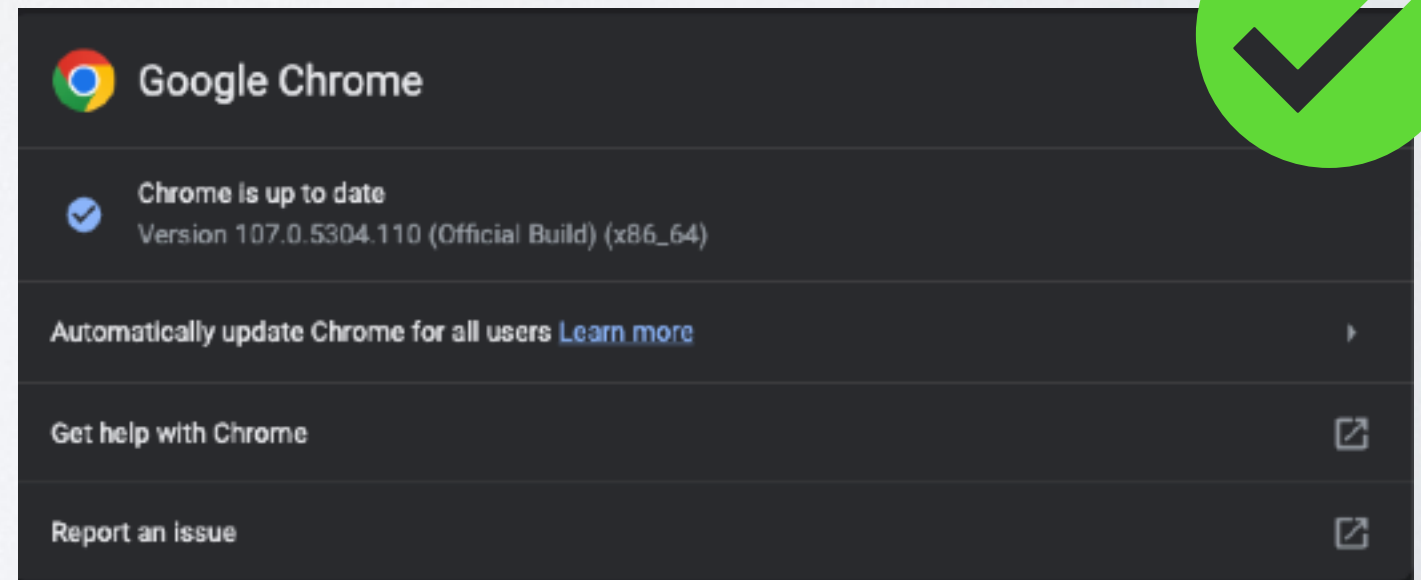 Google Chrome
Chrome is up to date
Version 107.0.5304.110 (Official Build) (x86_64)
Automatically update Chrome for all users Learn more
Get help with Chrome
Report an issue